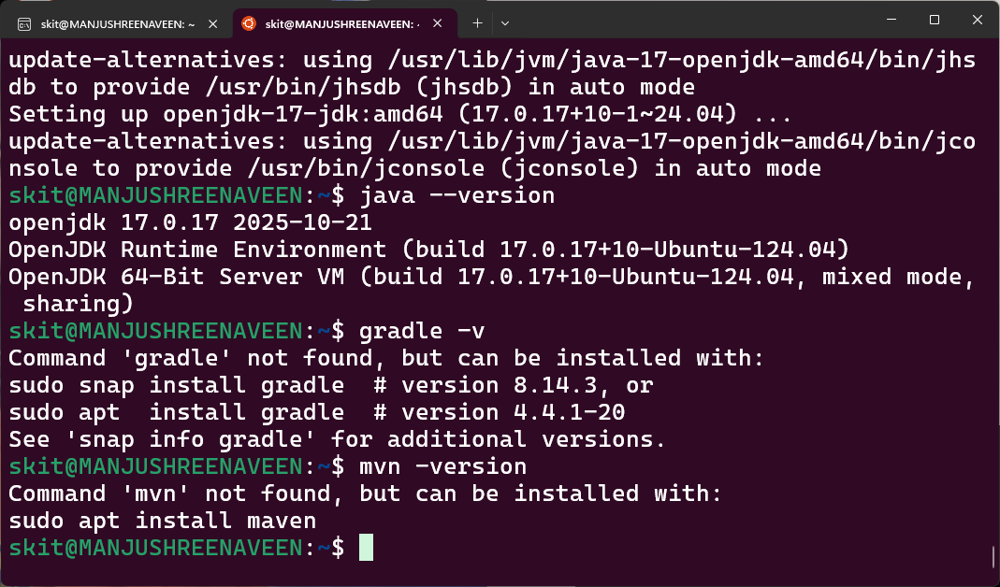 skit@MANJUSHREENAVEEN: ~
skit@MANJUSHREENAVEEN: -
update-alternatives: using /usr/lib/jvm/java-17-openjdk-amd64/bin/jhs
db to provide /usr/bin/jhsdb (jhsdb) in auto mode
Setting up openjdk-17-jdk:amd64 (17.0.17+10-1~24.04) ...
update-alternatives: using /usr/lib/jvm/java-17-openjdk-amd64/bin/jco
nsole to provide /usr/bin/jconsole (jconsole) in auto mode
skit@MANJUSHREENAVEEN:~$ java --version
openjdk 17.0.17 2025-10-21
OpenJDK Runtime Environment (build 17.0.17+10-Ubuntu-124.04)
OpenJDK 64-Bit Server VM (build 17.0.17+10-Ubuntu-124.04, mixed mode,
 sharing)
skit@MANJUSHREENAVEEN:~$ gradle -v
Command 'gradle' not found, but can be installed with:
sudo snap install gradle  # version 8.14.3, or
sudo apt  install gradle  # version 4.4.1-20
See 'snap info gradle' for additional versions.
skit@MANJUSHREENAVEEN:~$ mvn -version
Command 'mvn' not found, but can be installed with:
sudo apt install maven
skit@MANJUSHREENAVEEN:~$